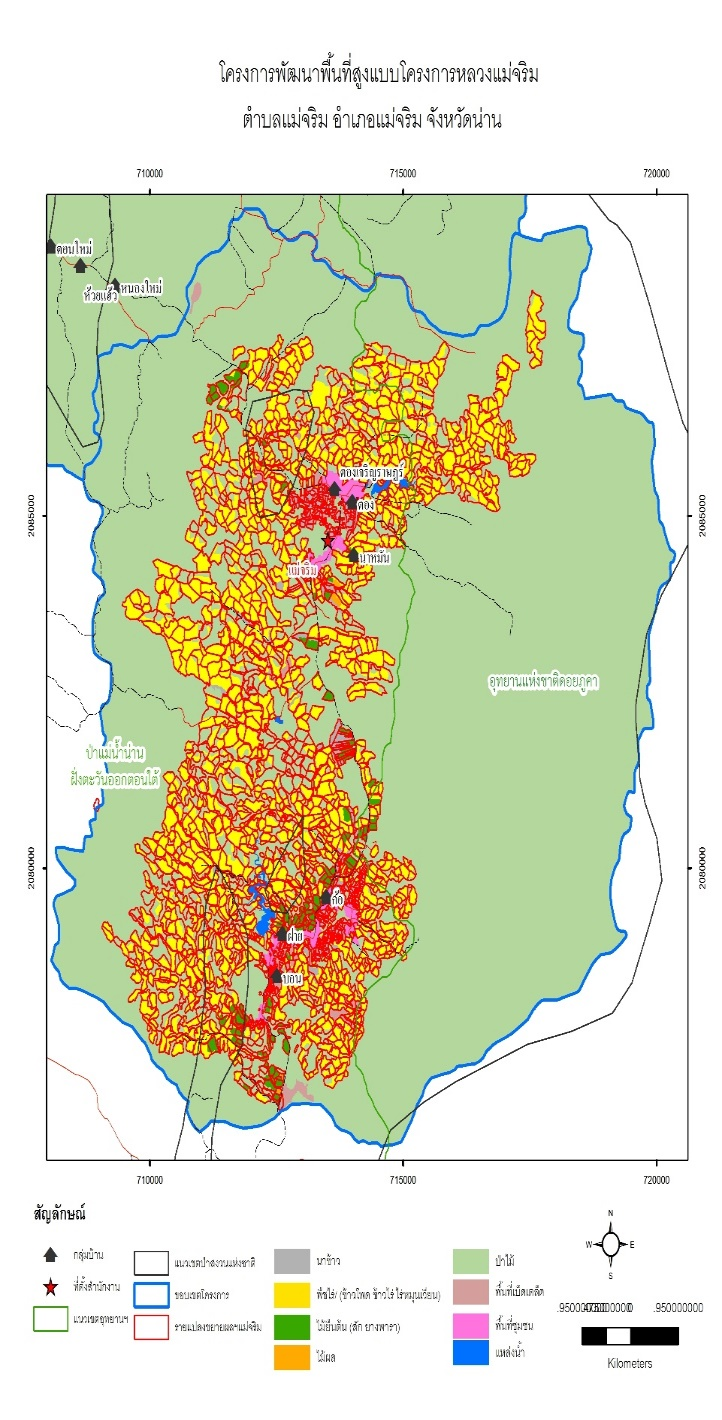 โครงการพัฒนาพื้นที่สูงแบบโครงการหลวงแม่จริม
ตำบลแม่จริม อำเภอแม่จริม จังหวัดน่าน
710000 715000 720000
ตอนใหม่
ห้วยแฮ้ว หนองใหม่
ตองเจริญราษฎร์
ตอง
2085000 2085000
นาหมัน
แม่จริม
อุทยานแห่งชาติดอยภูคา
ป่าแม่น้ำน่าน
ฝั่งตะวันออกตอนใต้
2080000 2080000
ก้อ
ฝาย
บอน
710000 715000 720000
สัญลักษณ์
กลุ่มบ้าน
ที่ตั้งสำนักงาน
แนวเขตอุทยานฯ
แนวเขตป่าสงวนแห่งชาติ
ขอบเขตโครงการ
รายแปลงขยายผลฯแม่จริม
นาข้าว
พืชไร่/ (ข้าวโพด ข้าวไร่ ไร่หมุนเวียน)
ไม้ยืนต้น (สัก ยางพารา)
ไม้ผล
ป่าไม้
พื้นที่เบ็ดเตล็ด
พื้นที่ชุมชน
แหล่งน้ำ
N
W E
S
.950000000
Kilometers